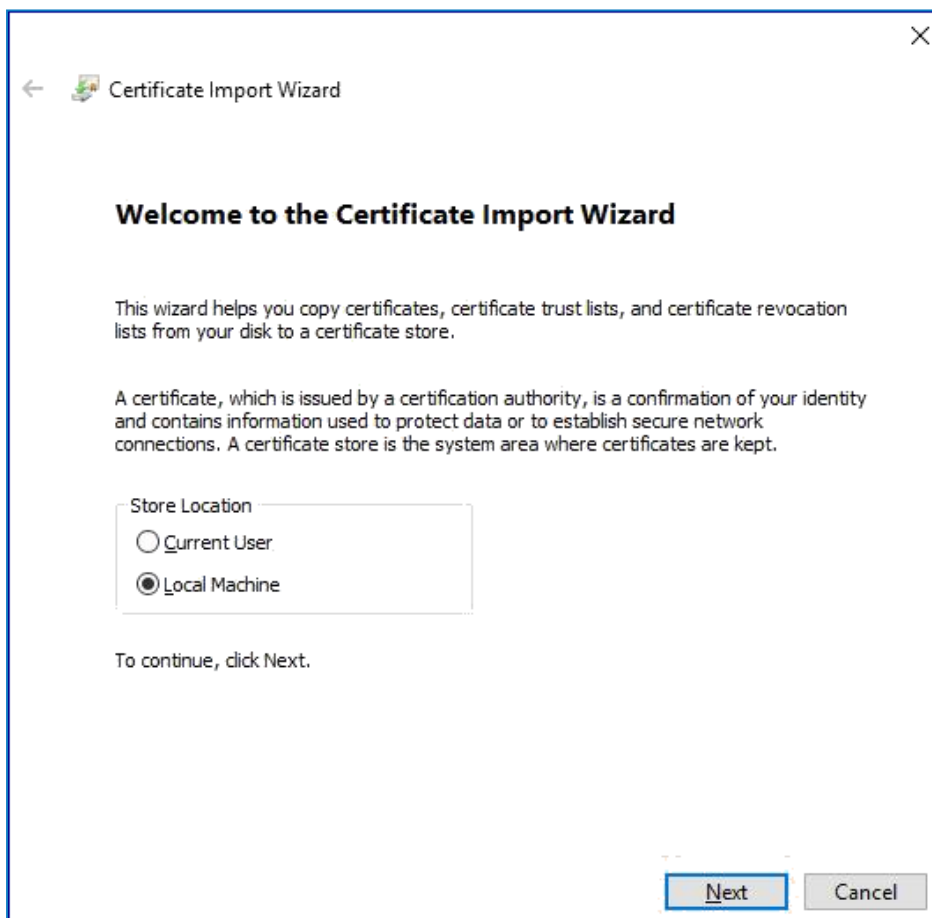 Certificate Import Wizard
Welcome to the Certificate Import Wizard
This wizard helps you copy certificates, certificate trust lists, and certificate revocation
lists from your disk to a certificate store.
A certificate, which is issued by a certification authority, is a confirmation of your identity
and contains information used to protect data or to establish secure network
connections. A certificate store is the system area where certificates are kept.
Store Location
Current User
Local Machine
To continue, click Next.
Next
Cancel